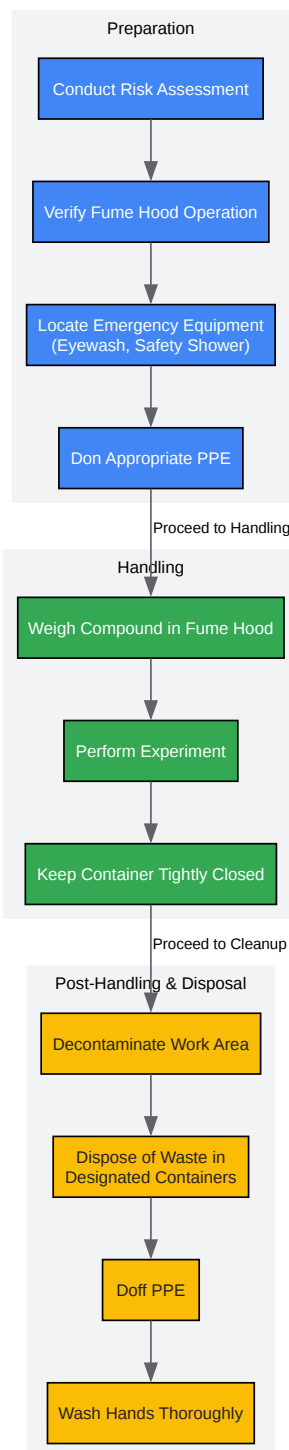 Preparation
Conduct Risk Assessment
Verify Fume Hood Operation
Locate Emergency Equipment
(Eyewash, Safety Shower)
Don Appropriate PPE
Proceed to Handling
Handling
Weigh Compound in Fume Hood
Perform Experiment
Keep Container Tightly Closed
Proceed to Cleanup
Post-Handling & Disposal
Decontaminate Work Area
Dispose of Waste in
Designated Containers
Doff PPE
Wash Hands Thoroughly